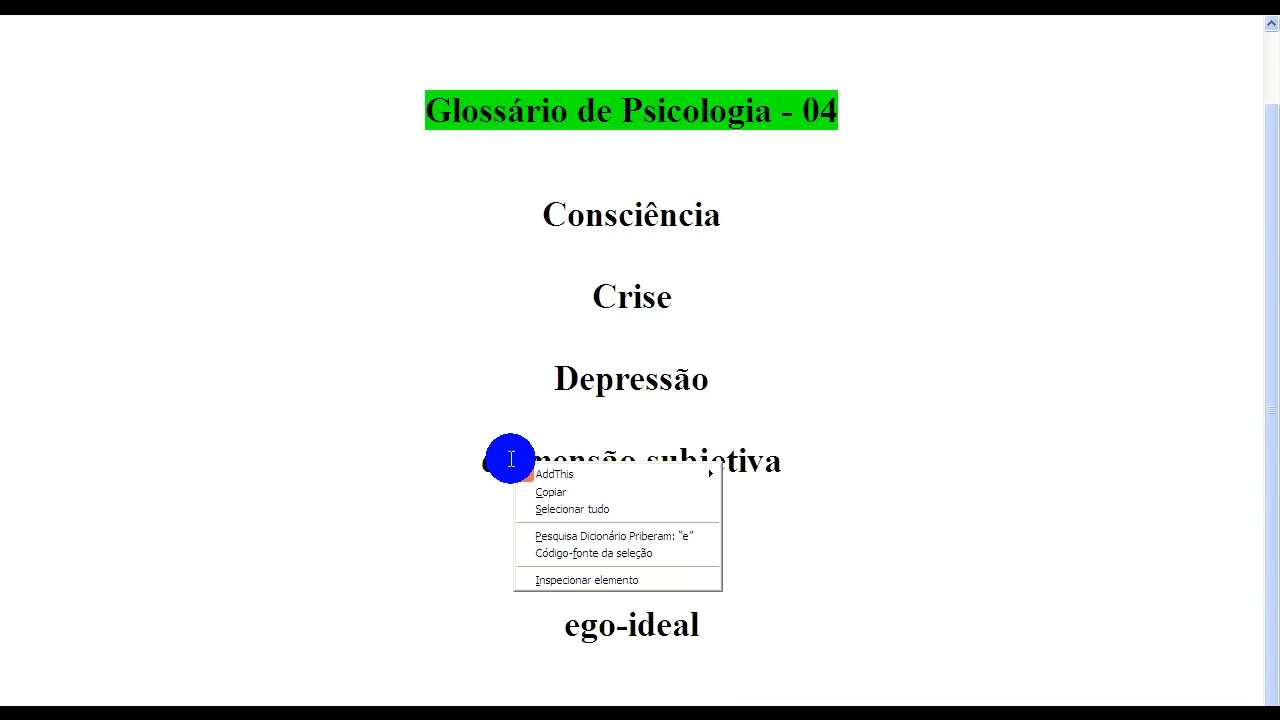 Glossário de Psicologia - 04
Consciência
Crise
Depressão
subjetiva
AddThis
Copiar
Selecionar tudo
Pesquisa Dicionário Priberam: “e”
Código-fonte da seleção
Inspecionar elemento
ego-ideal